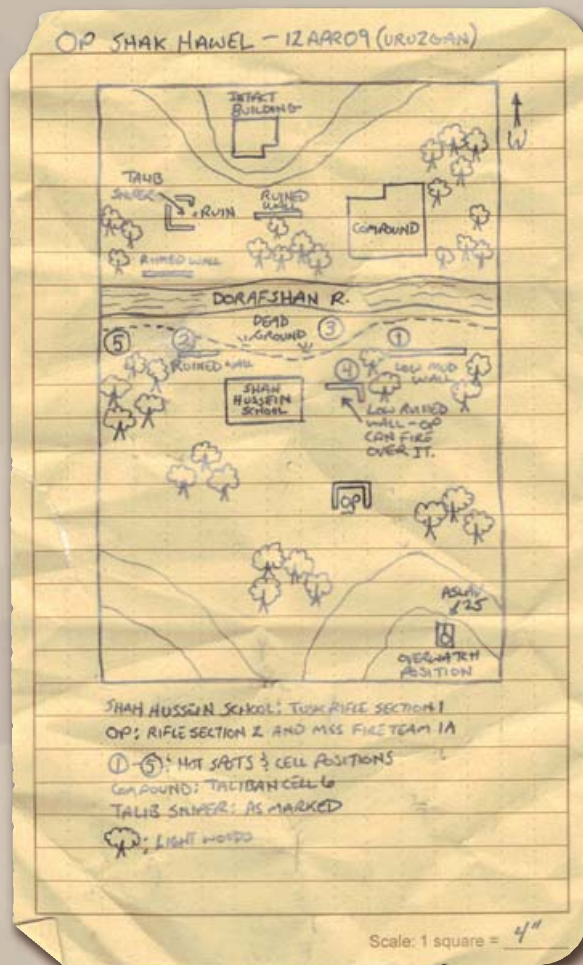 OP SHAK HAWEL - 12APR09 (URUZGAN)
N
INTACT
BUILDING
TALIB
SNIPER
RUIN
RUINED
WALL
COMPOUND
RUINED WALL
DORAFSHAN R.
DEAD
GROUND
5
2
3
1
RUINED WALL
LOW MUD
WALL
4
SHAH
HUSSEIN
SCHOOL
LOW RUINED
WALL - OP
CAN FIRE
OVER IT.
OP
ASLAV
25
OVERWATCH
POSITION
SHAH HUSSEIN SCHOOL: TUSK RIFLE SECTION 1
OP: RIFLE SECTION 2 AND MSS FIRE TEAM 1A
1-5: HOT SPOTS & CELL POSITIONS
COMPOUND: TALIBAN CELL 6
TALIB SNIPER: AS MARKED
: LIGHT WOODS
Scale: 1 square = 4"